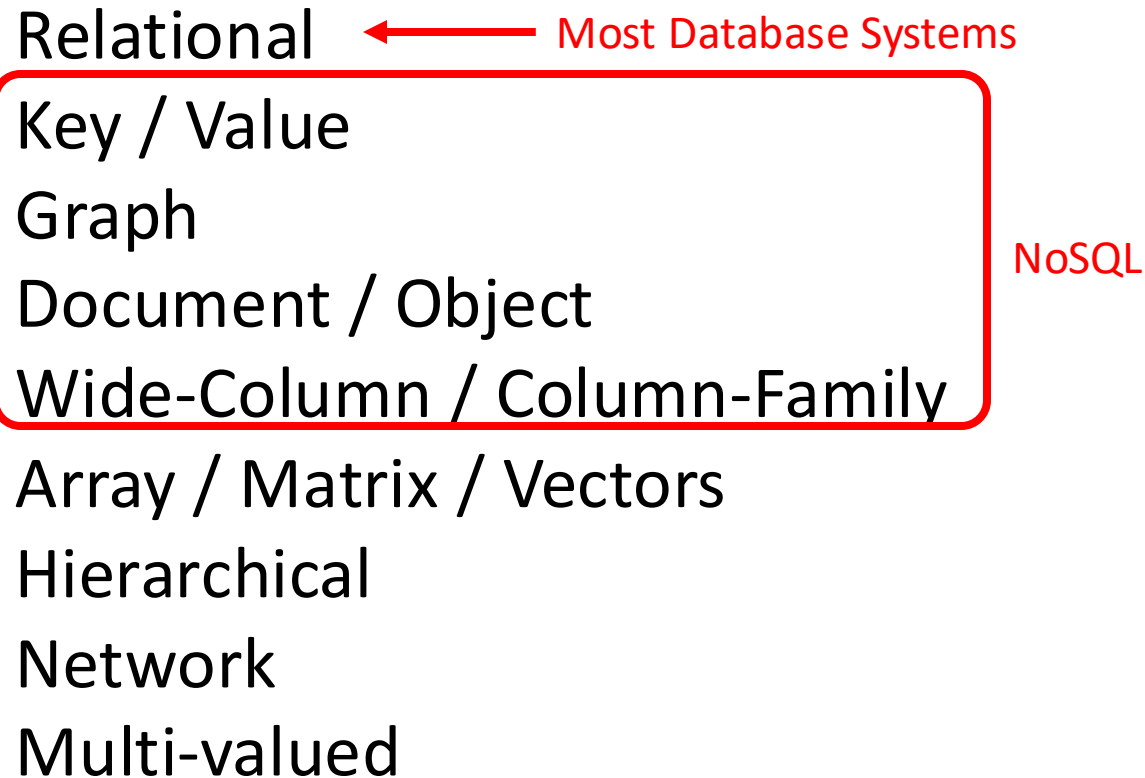 Relational
Most Database Systems
Key / Value
Graph
NoSQL
Document / Object
Wide-Column / Column-Family
Array / Matrix / Vectors
Hierarchical
Network
Multi-valued